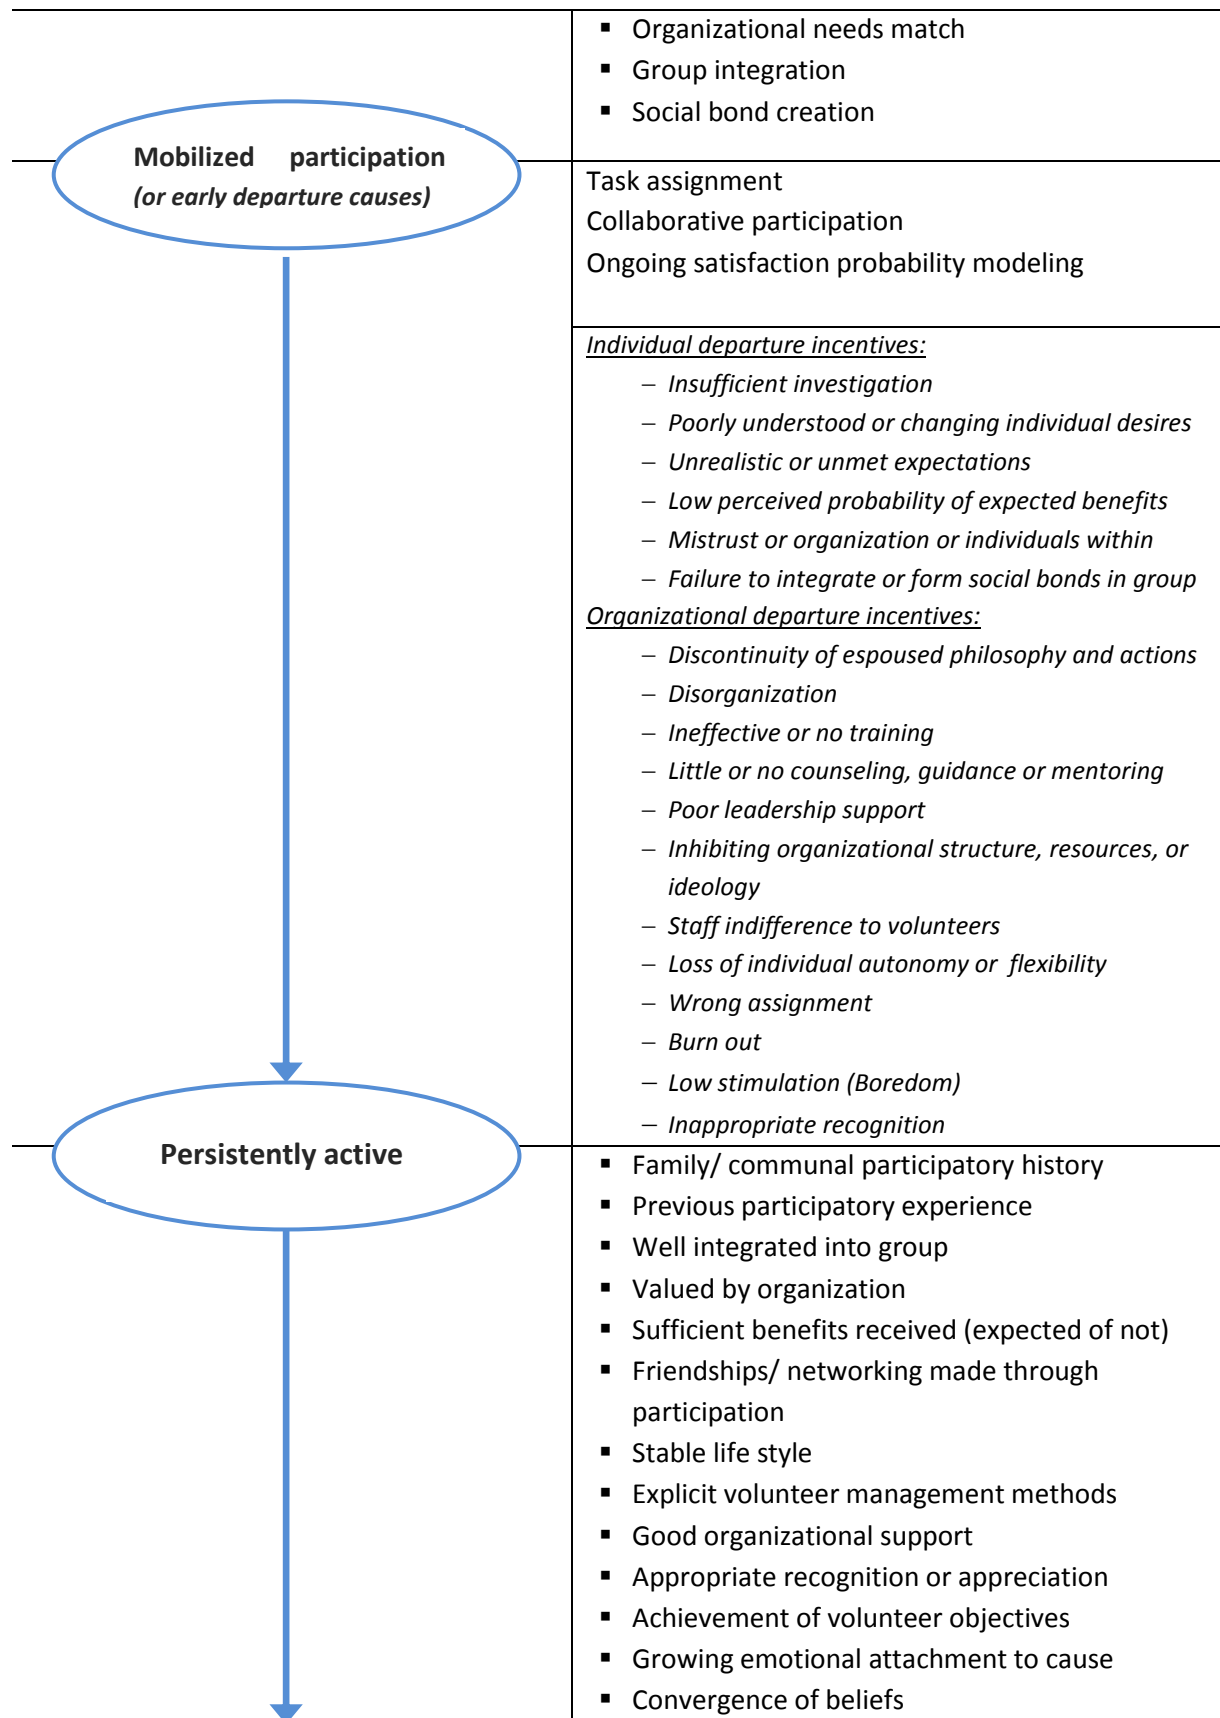 ▪ Organizational needs match
▪ Group integration
▪ Social bond creation
Mobilized participation
(or early departure causes)
Task assignment
Collaborative participation
Ongoing satisfaction probability modeling
Individual departure incentives:
– Insufficient investigation
– Poorly understood or changing individual desires
– Unrealistic or unmet expectations
– Low perceived probability of expected benefits
– Mistrust or organization or individuals within
– Failure to integrate or form social bonds in group
Organizational departure incentives:
– Discontinuity of espoused philosophy and actions
– Disorganization
– Ineffective or no training
– Little or no counseling, guidance or mentoring
– Poor leadership support
– Inhibiting organizational structure, resources, or
ideology
– Staff indifference to volunteers
– Loss of individual autonomy or flexibility
– Wrong assignment
– Burn out
– Low stimulation (Boredom)
– Inappropriate recognition
Persistently active
▪ Family/ communal participatory history
▪ Previous participatory experience
▪ Well integrated into group
▪ Valued by organization
▪ Sufficient benefits received (expected of not)
▪ Friendships/ networking made through
participation
▪ Stable life style
▪ Explicit volunteer management methods
▪ Good organizational support
▪ Appropriate recognition or appreciation
▪ Achievement of volunteer objectives
▪ Growing emotional attachment to cause
▪ Convergence of beliefs